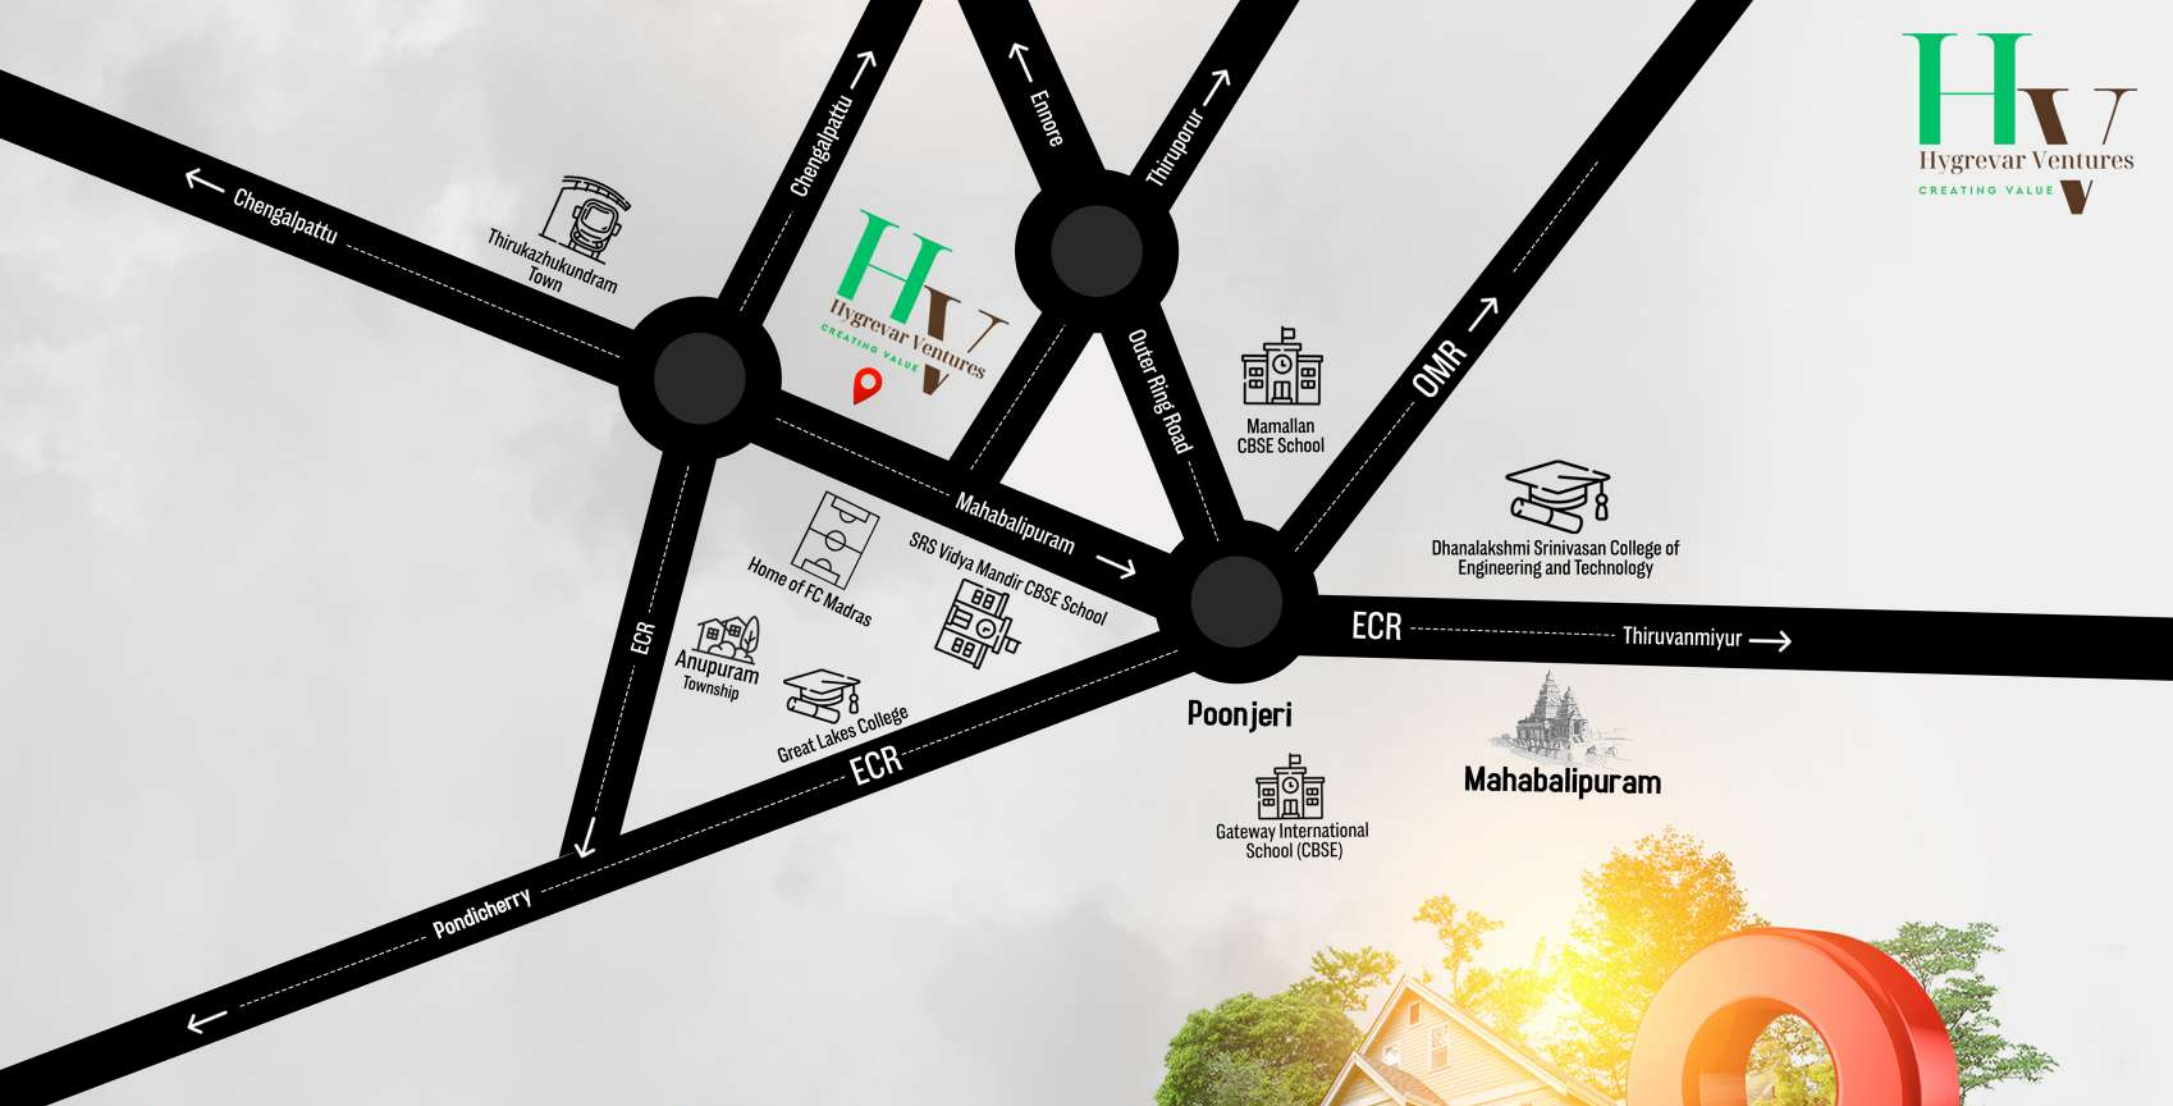 HV
Hygrevar Ventures
CREATING VALUE
Chengalpattu
Ennore
Thiruporur
Chengalpattu
Thirukazhukundram
Town
HV
Hygrevar Ventures
CREATING VALUE
Outer Ring Road
OMR
Mamallan
CBSE School
Mahabalipuram
Dhanalakshmi Srinivasan College of
Engineering and Technology
Home of FC Madras
SRS Vidya Mandir CBSE School
ECR
ECR
Thiruvanmiyur
Anupuram
Township
Great Lakes College
ECR
Poonjeri
Mahabalipuram
Gateway International
School (CBSE)
Pondicherry